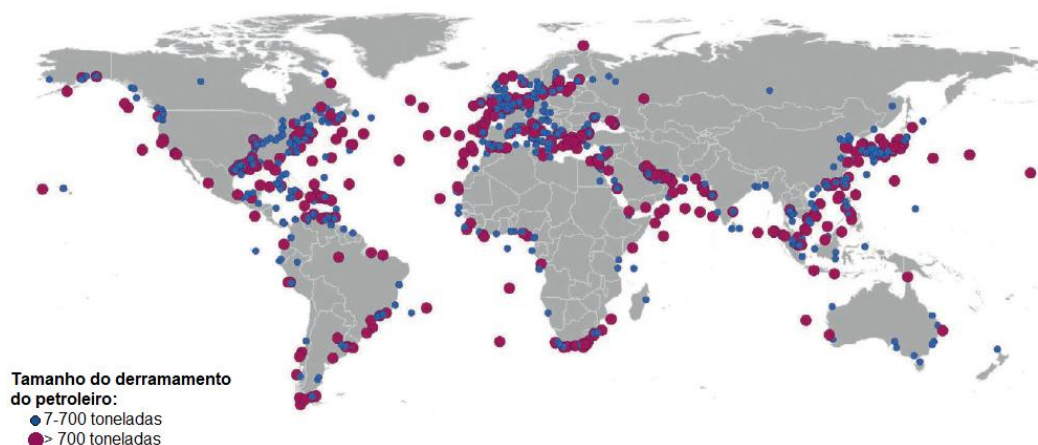 Tamanho do derramamento
do petroleiro:
7-700 toneladas
> 700 toneladas